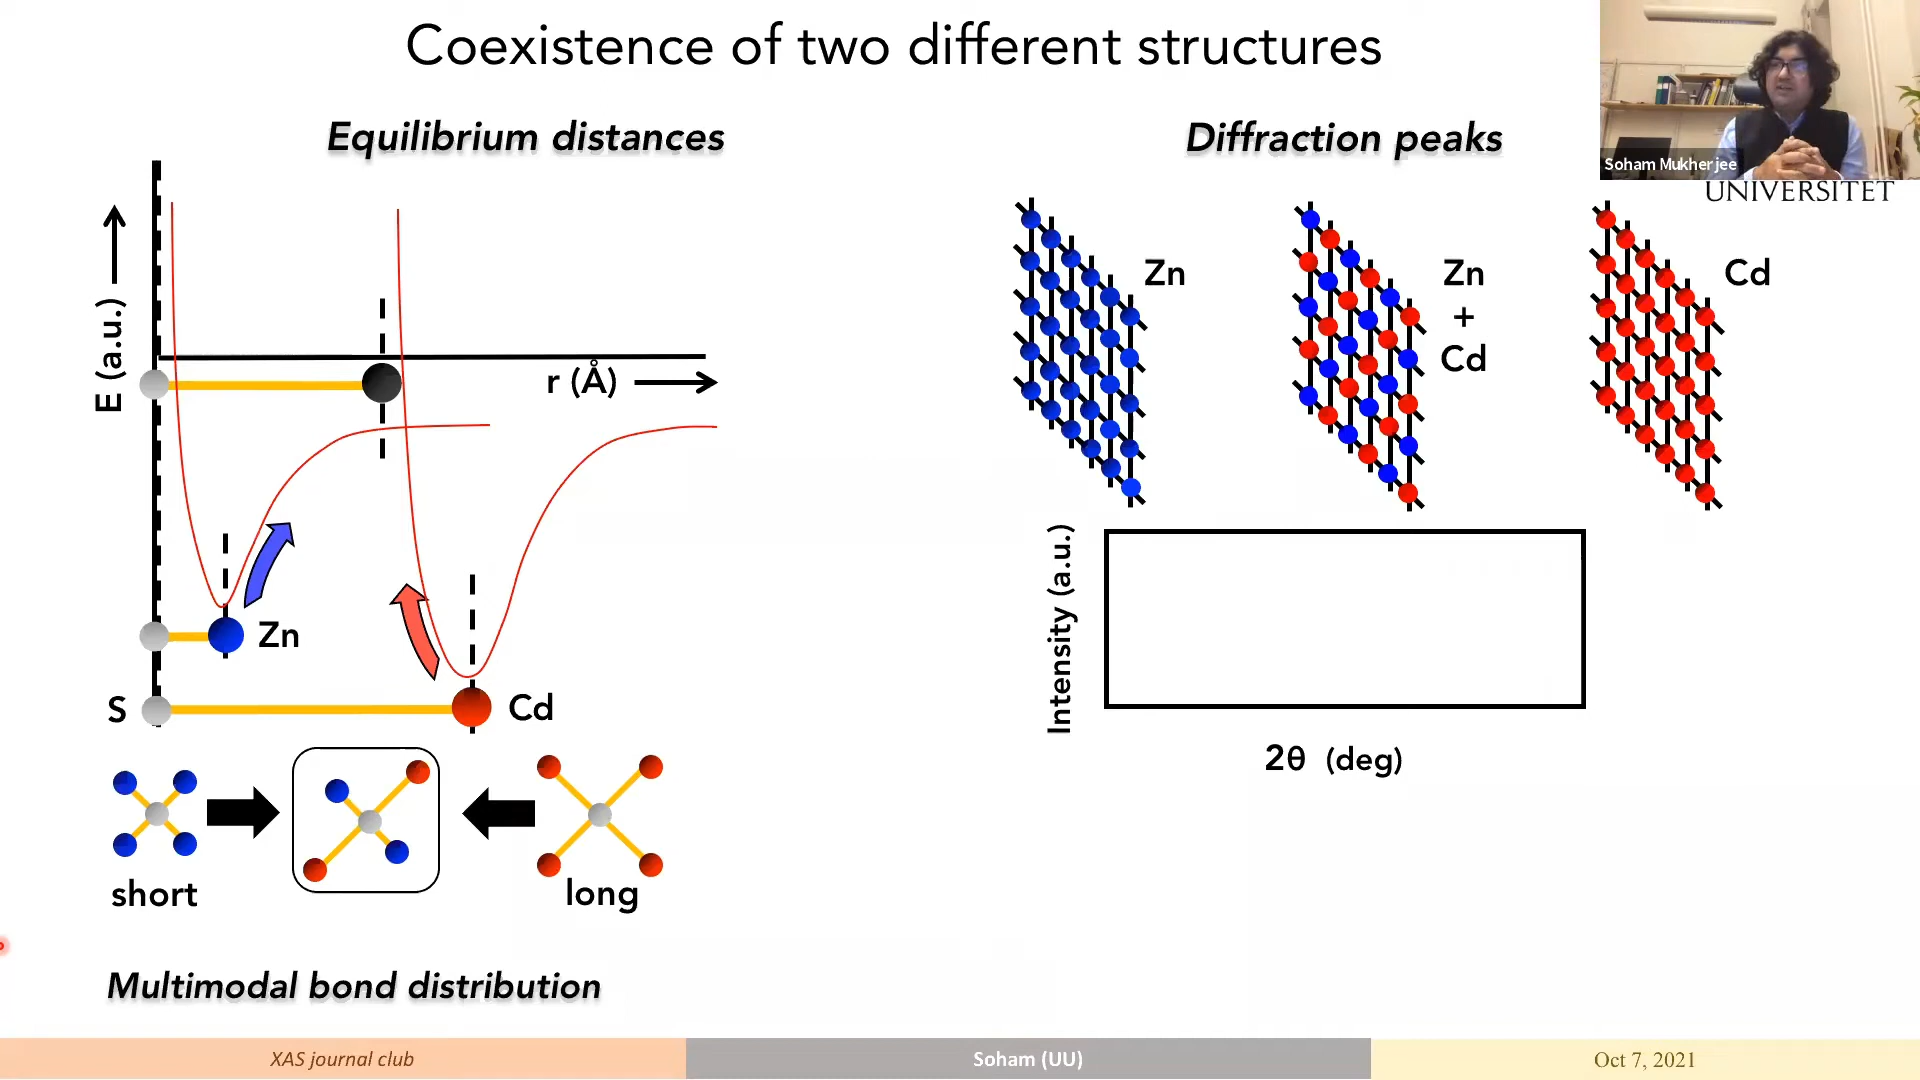 Coexistence of two different structures
Equilibrium distances
Diffraction peaks
Soham Mukherjee
UNIVERSITET
E (a.u.)
r (Å)
Zn
S
Cd
short
long
Multimodal bond distribution
Zn
Zn
+
Cd
Cd
Intensity (a.u.)
2θ (deg)
XAS journal club
Soham (UU)
Oct 7, 2021